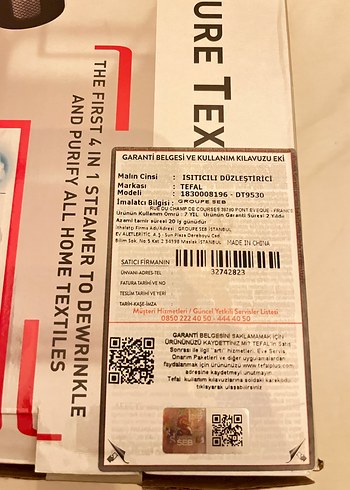 URE TEX
THE FIRST 4 IN 1 STEAMER TO DEWRINKLE
AND PURIFY ALL HOME TEXTILES
GARANTİ BELGESİ VE KULLANIM KILAVUZU EKİ
Malın Cinsi : ISITICILI DÜZLEŞTİRİCİ
Markası : TEFAL
Modeli : 1830008196 - DT9530
İmalatcı Bilgisi : GROUPE SEB
RUE DU CHAMP DE COURSES 38780 PONT EVEQUE - FRANCE
Ürünün Kullanım Ömrü : 7 YIL Ürünün Garanti Süresi 2 Yıldır
Azami tamir süresi 20 iş günüdür
İthalatçı Firma Adı/Adresi : GROUPE SEB İSTANBUL
EV ALETLERİ TİC. A.Ş. : Sun Plaza Dereboyu Cad.
Bilim Sok. No:5 Kat:2 34398 Maslak İSTANBUL MADE IN CHINA
SATICI FİRMANIN
ÜNVANI-ADRES-TEL
32742823
FATURA TARİHİ VE NO
TESLİM TARİHİ VE YERİ
TARİH-KAŞE-İMZA
Müşteri Hizmetleri / Güncel Yetkili Servisler Listesi
0850 222 40 50 - 444 40 50
GARANTİ BELGESİNİ SAKLAMAMAK İÇİN
ÜRÜNÜNÜZÜ KAYDETTİNİZ Mİ? TEFAL'in Satış
Sonrası ile ilgili hizmetleri, Eve Servis,
Onarım Paketleri ve diğer uygulamalardan
faydalanmak için ürününüzü www.tefalplus.com
adresine kaydetmeyi unutmayın
Tefal kullanım kılavuzlarına soldaki karekodu
tıklayarak ulaşabilirsiniz
SEB